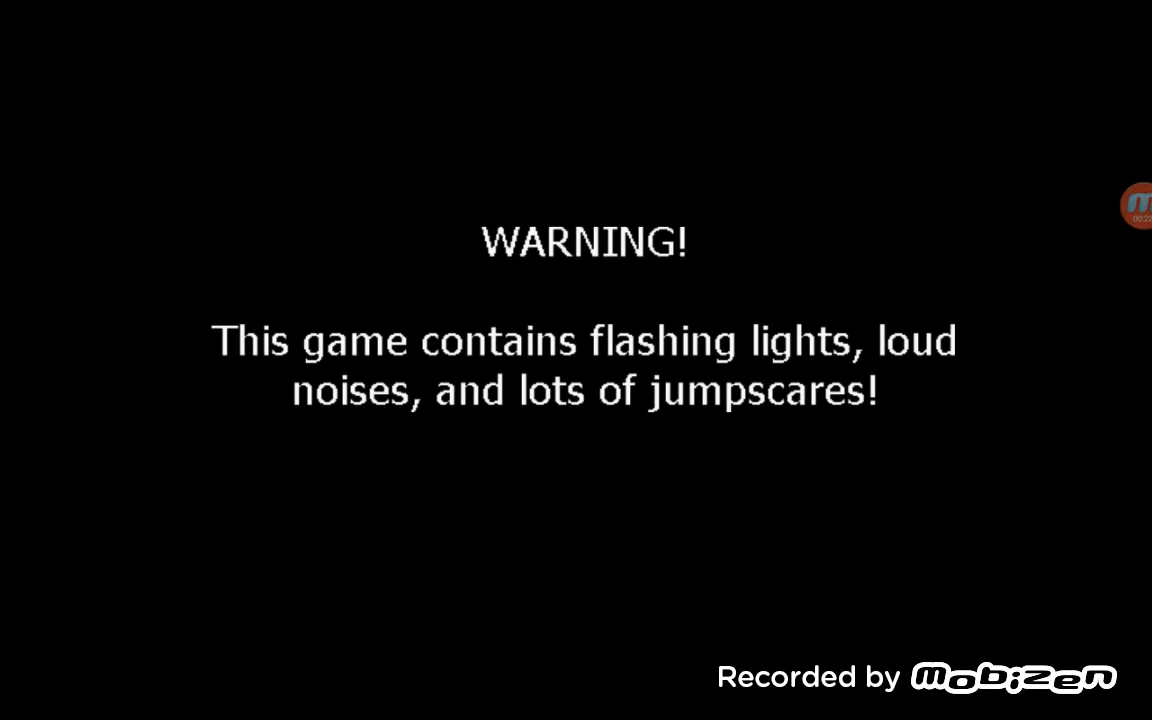 WARNING!
This game contains flashing lights, loud
noises, and lots of jumpscares!
Recorded by mobizen